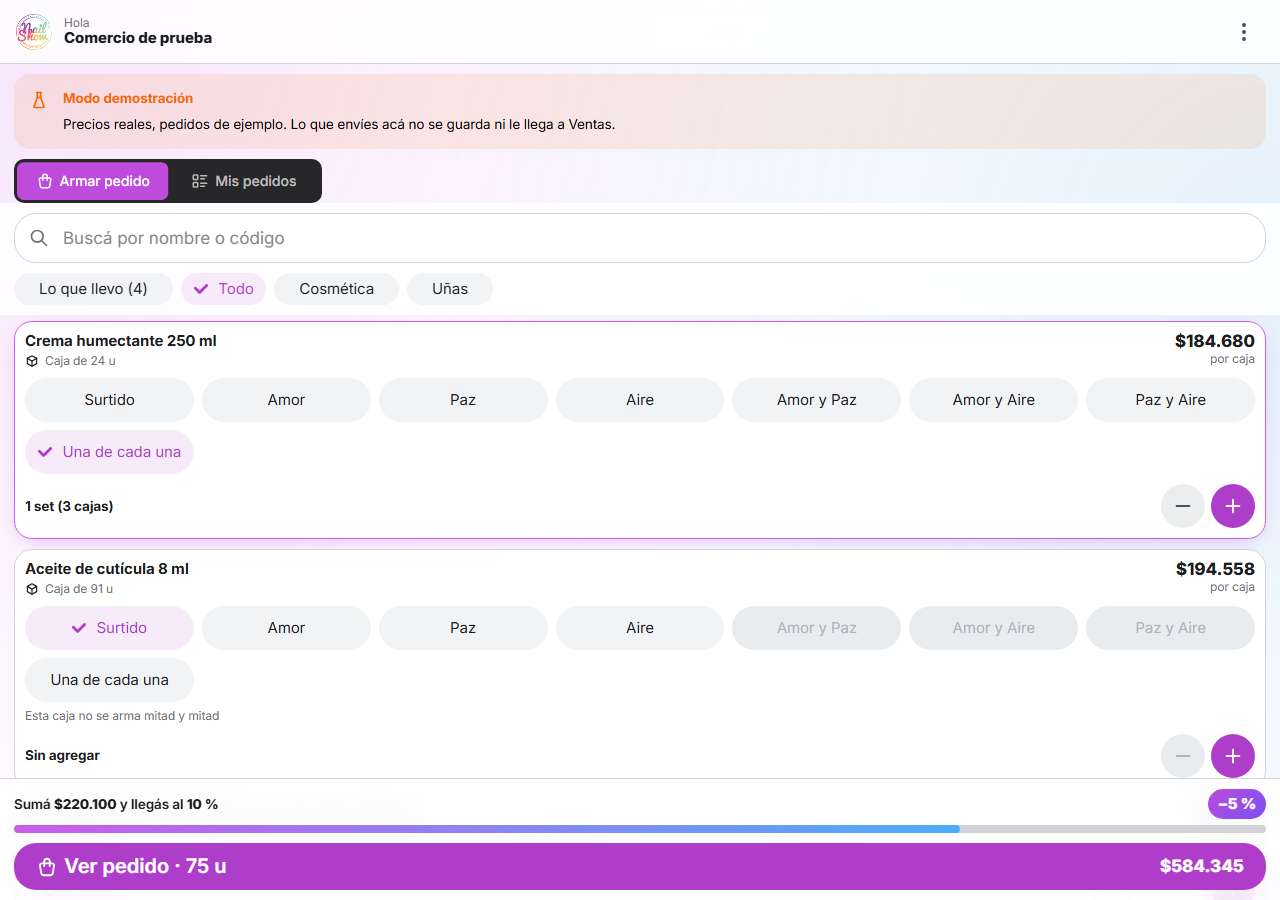 Nail
Show
Hola
Comercio de prueba
Modo demostración
Precios reales, pedidos de ejemplo. Lo que envíes acá no se guarda ni le llega a Ventas.
Armar pedido
Mis pedidos
Buscá por nombre o código
Lo que llevo (4)
Todo
Cosmética
Uñas
Crema humectante 250 ml
$184.680
Caja de 24 u
por caja
Surtido
Amor
Paz
Aire
Amor y Paz
Amor y Aire
Paz y Aire
Una de cada una
1 set (3 cajas)
Aceite de cutícula 8 ml
$194.558
Caja de 91 u
por caja
Surtido
Amor
Paz
Aire
Amor y Paz
Amor y Aire
Paz y Aire
Una de cada una
Esta caja no se arma mitad y mitad
Sin agregar
Sumá $220.100 y llegás al 10 %
−5 %
Ver pedido · 75 u
$584.345